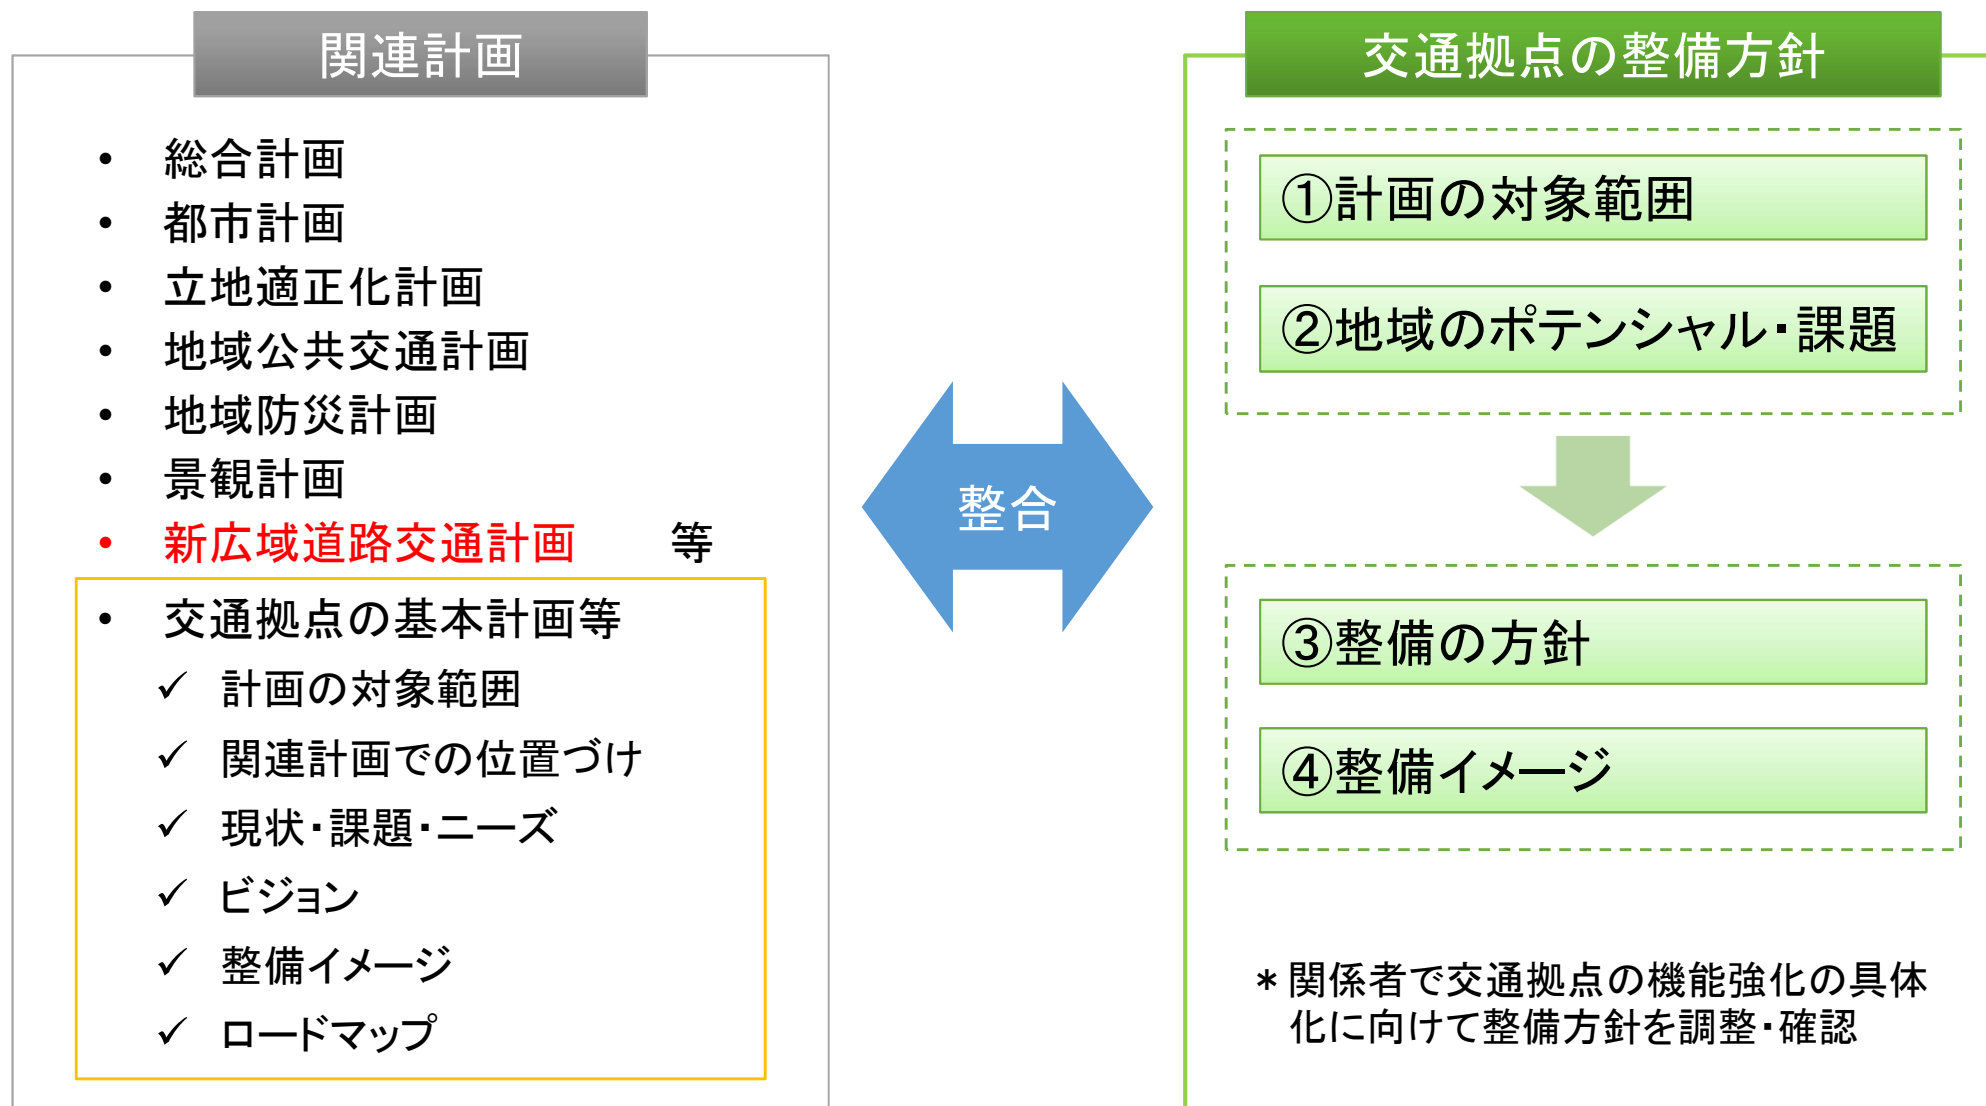 関連計画
• 総合計画
• 都市計画
• 立地適正化計画
• 地域公共交通計画
• 地域防災計画
• 景観計画
• 新広域道路交通計画 等
• 交通拠点の基本計画等
✓ 計画の対象範囲
✓ 関連計画での位置づけ
✓ 現状・課題・ニーズ
✓ ビジョン
✓ 整備イメージ
✓ ロードマップ
整合
交通拠点の整備方針
①計画の対象範囲
②地域のポテンシャル・課題
③整備の方針
④整備イメージ
*関係者で交通拠点の機能強化の具体
化に向けて整備方針を調整・確認